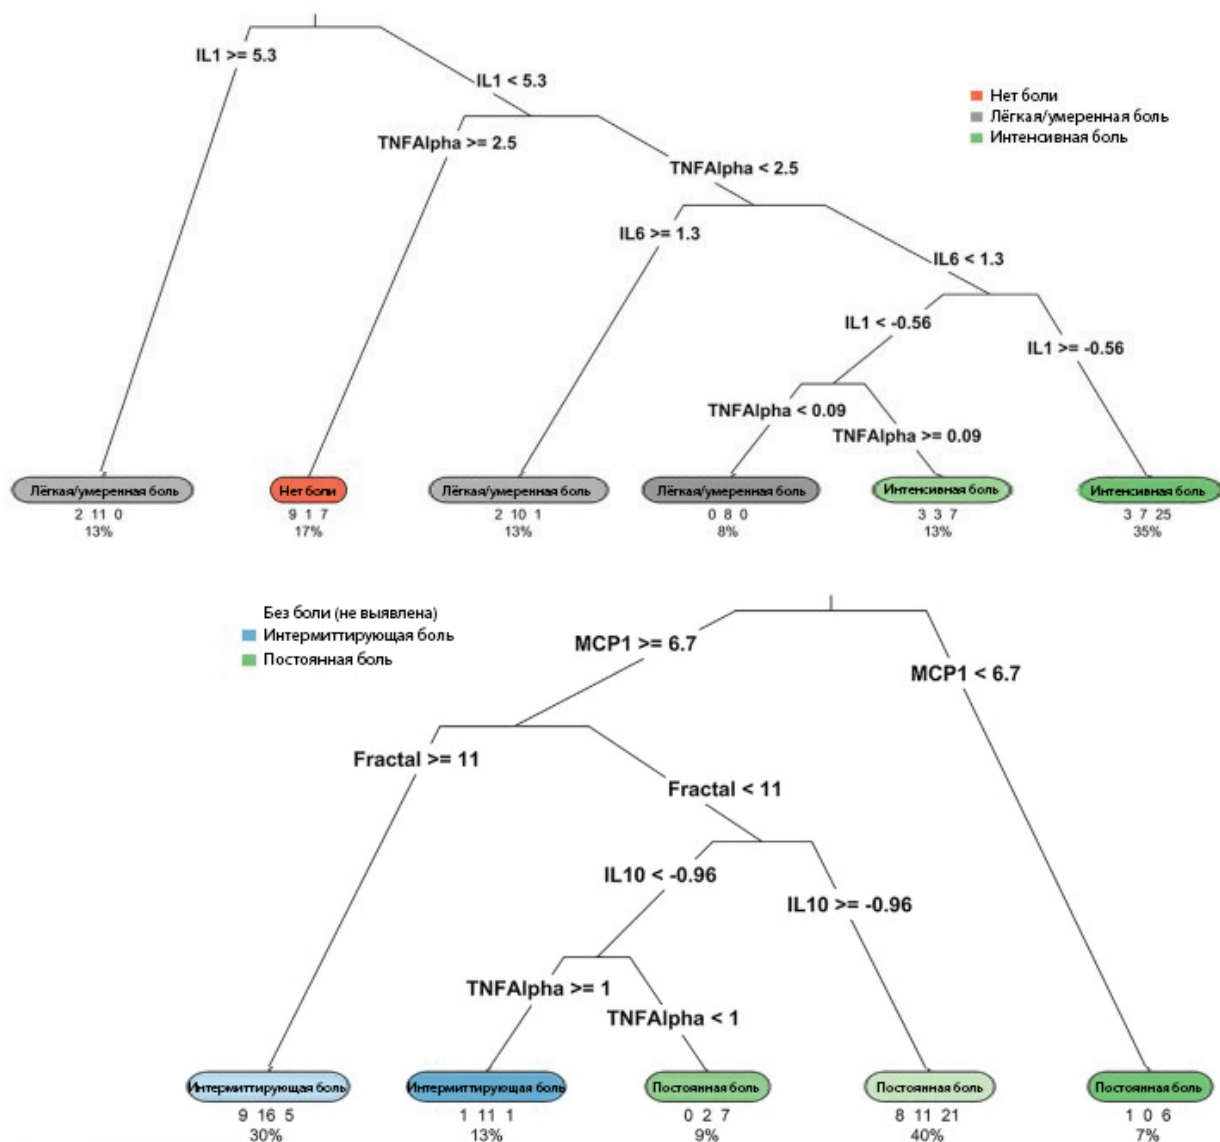 IL1 >= 5.3
IL1 < 5.3
Нет боли
Лёгкая/умеренная боль
Интенсивная боль
TNFAlpha >= 2.5
TNFAlpha < 2.5
IL6 >= 1.3
IL6 < 1.3
IL1 < -0.56
IL1 >= -0.56
TNFAlpha < 0.09
TNFAlpha >= 0.09
Лёгкая/умеренная боль
Нет боли
Лёгкая/умеренная боль
Лёгкая/умеренная боль
Интенсивная боль
Интенсивная боль
2 11 0
9 1 7
2 10 1
0 8 0
3 3 7
3 7 25
13%
17%
13%
8%
13%
35%
Без боли (не выявлена)
Интермиттирующая боль
Постоянная боль
MCP1 >= 6.7
MCP1 < 6.7
Fractal >= 11
Fractal < 11
IL10 < -0.96
IL10 >= -0.96
TNFAlpha >= 1
TNFAlpha < 1
Интермиттирующая боль
Интермиттирующая боль
Постоянная боль
Постоянная боль
Постоянная боль
9 16 5
1 11 1
0 2 7
8 11 21
1 0 6
30%
13%
9%
40%
7%